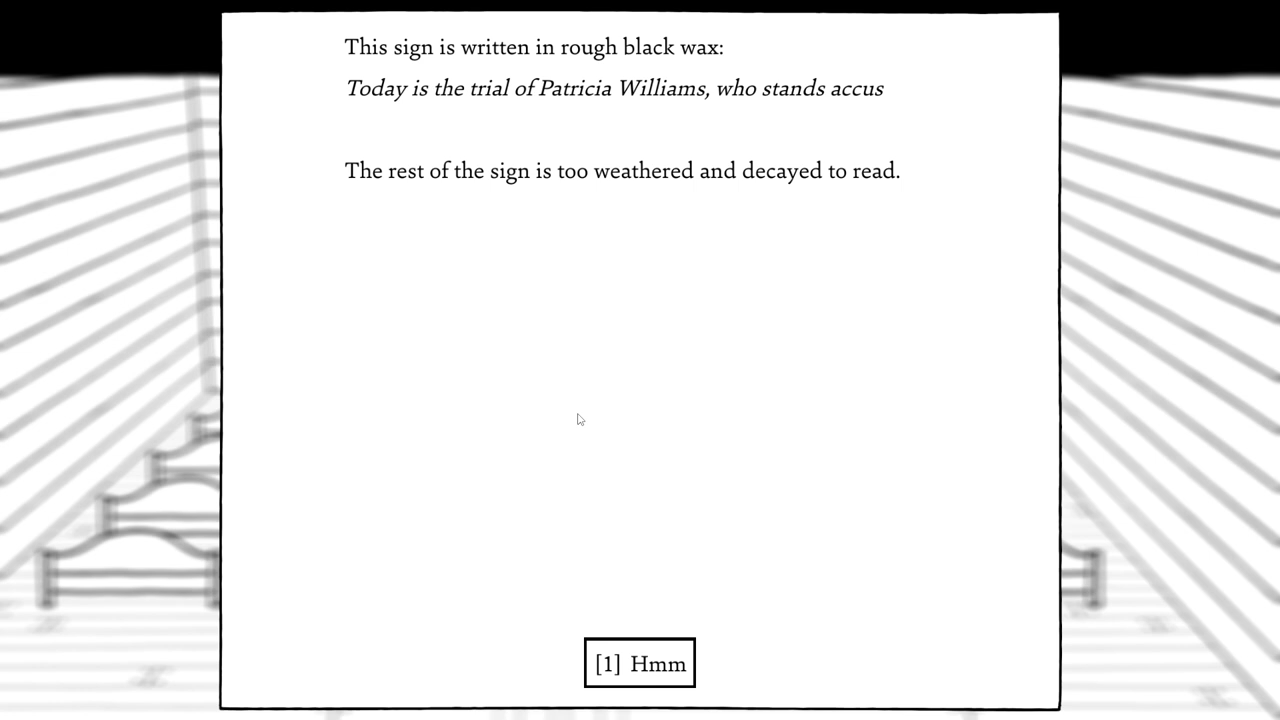 This sign is written in rough black wax:
Today is the trial of Patricia Williams, who stands accus
The rest of the sign is too weathered and decayed to read.
[1] Hmm